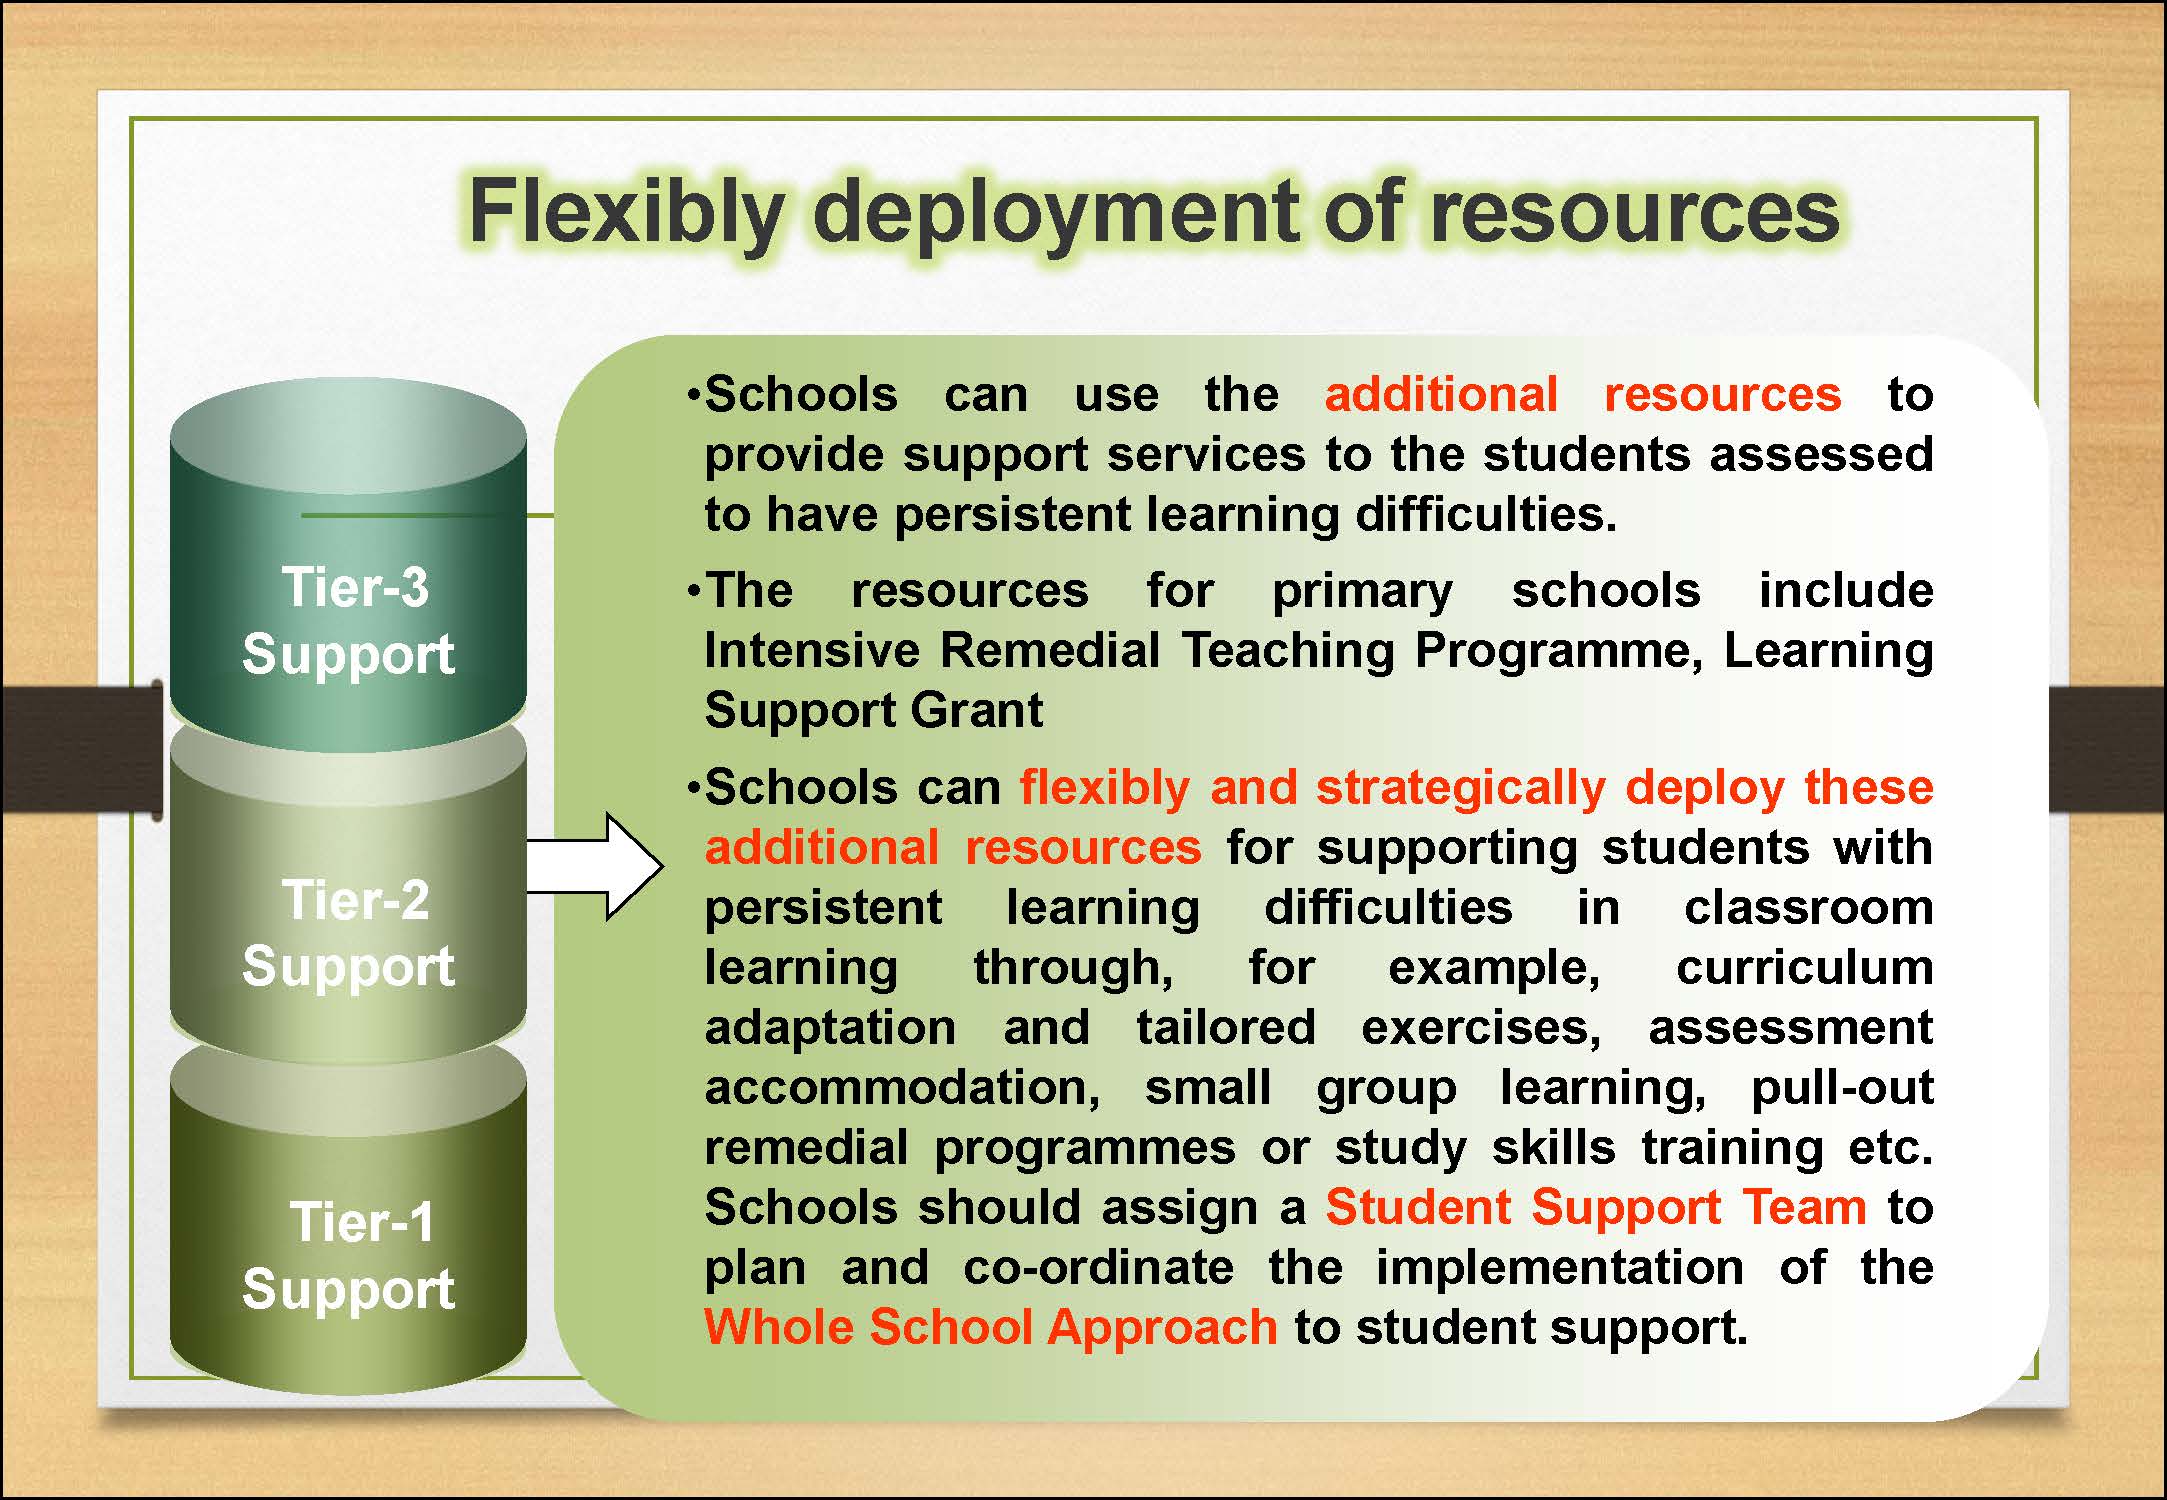 Flexibly deployment of resources
Tier-3
Support
Tier-2
Support
Tier-1
Support
•Schools can use the additional resources to
provide support services to the students assessed
to have persistent learning difficulties.
•The resources for primary schools include
Intensive Remedial Teaching Programme, Learning
Support Grant
•Schools can flexibly and strategically deploy these
additional resources for supporting students with
persistent learning difficulties in classroom
learning through, for example, curriculum
adaptation and tailored exercises, assessment
accommodation, small group learning, pull-out
remedial programmes or study skills training etc.
Schools should assign a Student Support Team to
plan and co-ordinate the implementation of the
Whole School Approach to student support.